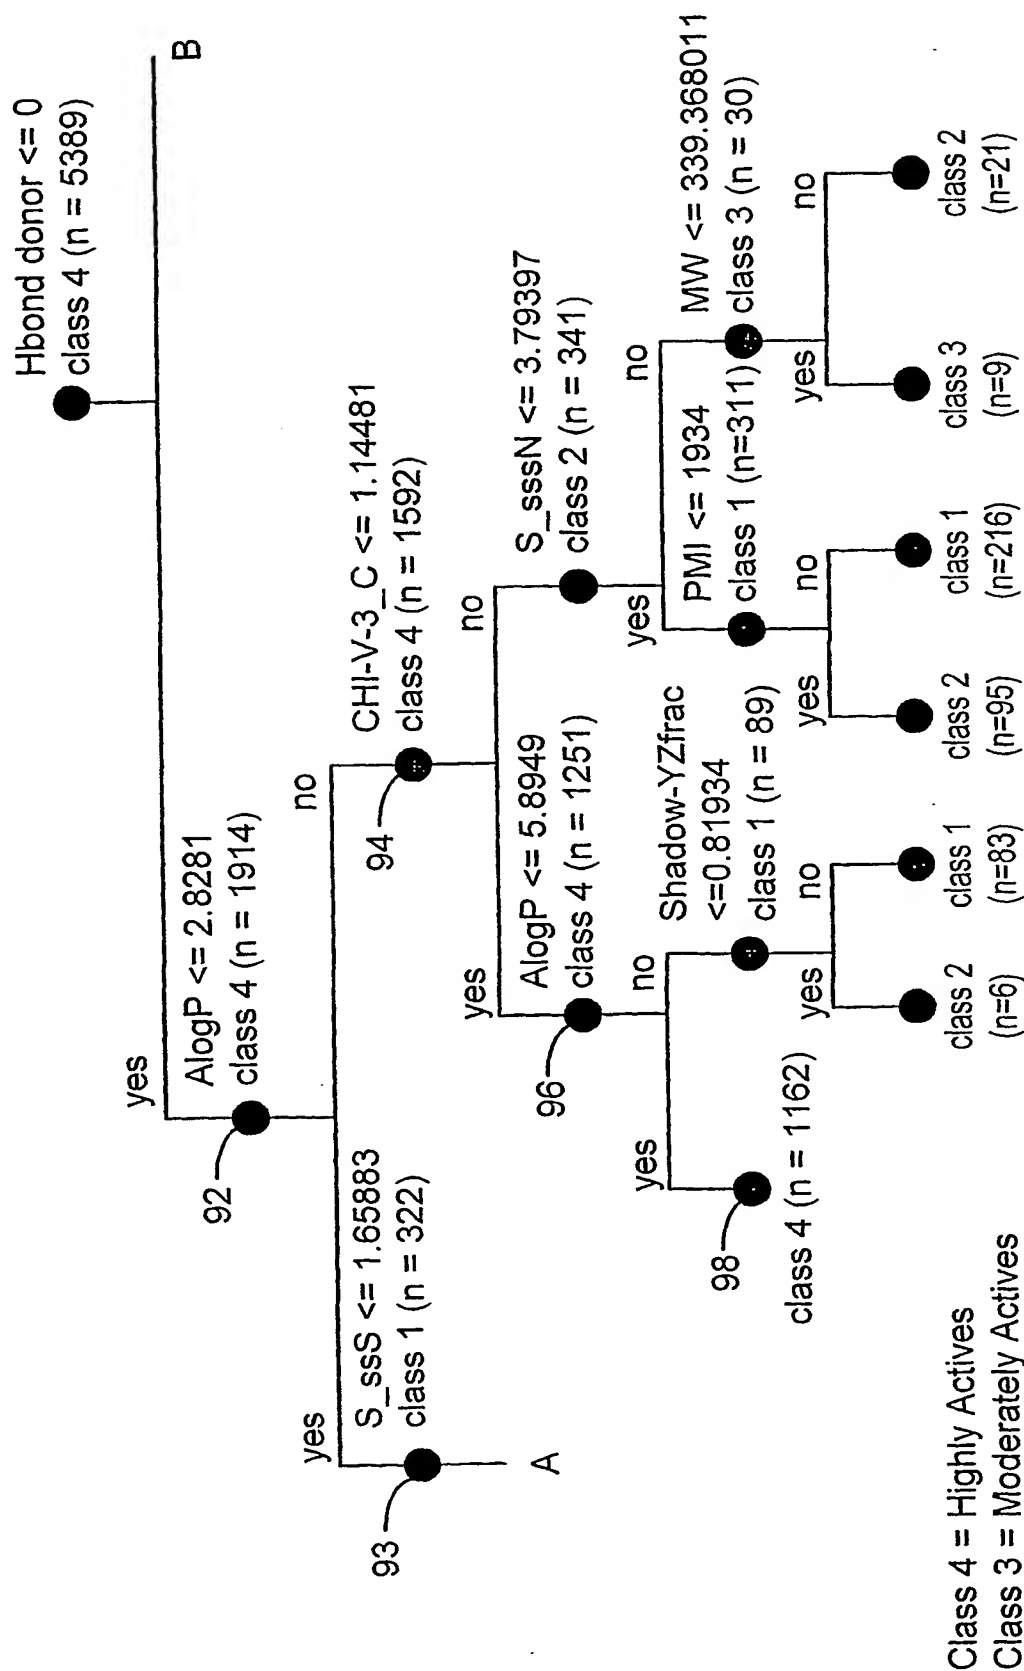 Hbond donor <= 0
class 4 (n = 5389)
B
yes
AlogP <= 2.8281
class 4 (n = 1914)
92
no
CHI-V-3_C <= 1.14481
class 4 (n = 1592)
94
yes
S_ssS <= 1.65883
class 1 (n = 322)
93
A
yes
AlogP <= 5.8949
class 4 (n = 1251)
96
no
S_sssN <= 3.79397
class 2 (n = 341)
yes
98
class 4 (n = 1162)
no
Shadow-YZfrac
<=0.81934
class 1 (n = 89)
yes
PMI <= 1934
class 1 (n=311)
no
MW <= 339.368011
class 3 (n = 30)
yes
class 2
(n=6)
no
class 1
(n=83)
yes
class 2
(n=95)
no
class 1
(n=216)
yes
class 3
(n=9)
no
class 2
(n=21)
Class 4 = Highly Actives
Class 3 = Moderately Actives